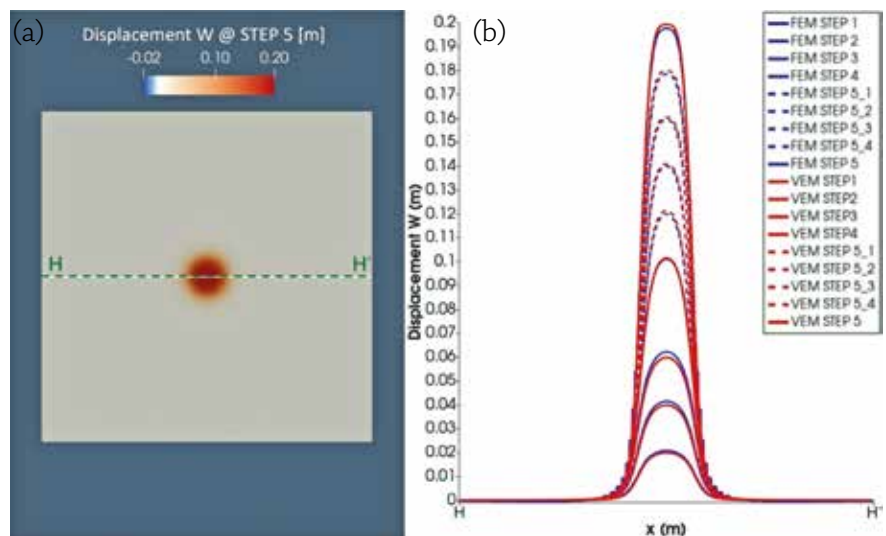 (a)
Displacement W @ STEP 5 [m]
-0.02 0.10 0.20
H H'
(b)
Displacement W (m)
0.2
0.19
0.18
0.17
0.16
0.15
0.14
0.13
0.12
0.11
0.1
0.09
0.08
0.07
0.06
0.05
0.04
0.03
0.02
0.01
0
H H'
x (m)
FEM STEP 1
FEM STEP 2
FEM STEP 3
FEM STEP 4
FEM STEP 5_1
FEM STEP 5_2
FEM STEP 5_3
FEM STEP 5_4
FEM STEP 5
VEM STEP1
VEM STEP2
VEM STEP3
VEM STEP4
VEM STEP 5_1
VEM STEP 5_2
VEM STEP 5_3
VEM STEP 5_4
VEM STEP 5